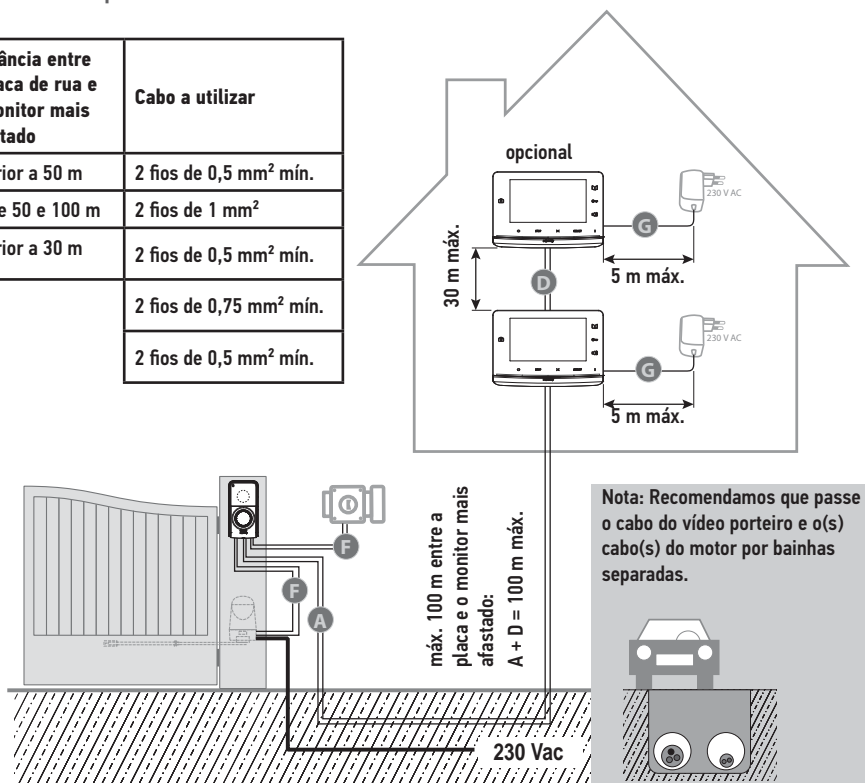 ância entre
aca de rua e
onitor mais
tado
Cabo a utilizar
rior a 50 m
2 fios de 0,5 mm² mín.
e 50 e 100 m
2 fios de 1 mm²
rior a 30 m
2 fios de 0,5 mm² mín.
2 fios de 0,75 mm² mín.
2 fios de 0,5 mm² mín.
opcional
230 V AC
G
5 m máx.
30 m máx.
D
230 V AC
G
5 m máx.
F
F
A
máx. 100 m entre a
placa e o monitor mais
afastado:
A + D = 100 m máx.
230 Vac
Nota: Recomendamos que passe
o cabo do vídeo porteiro e o(s)
cabo(s) do motor por bainhas
separadas.